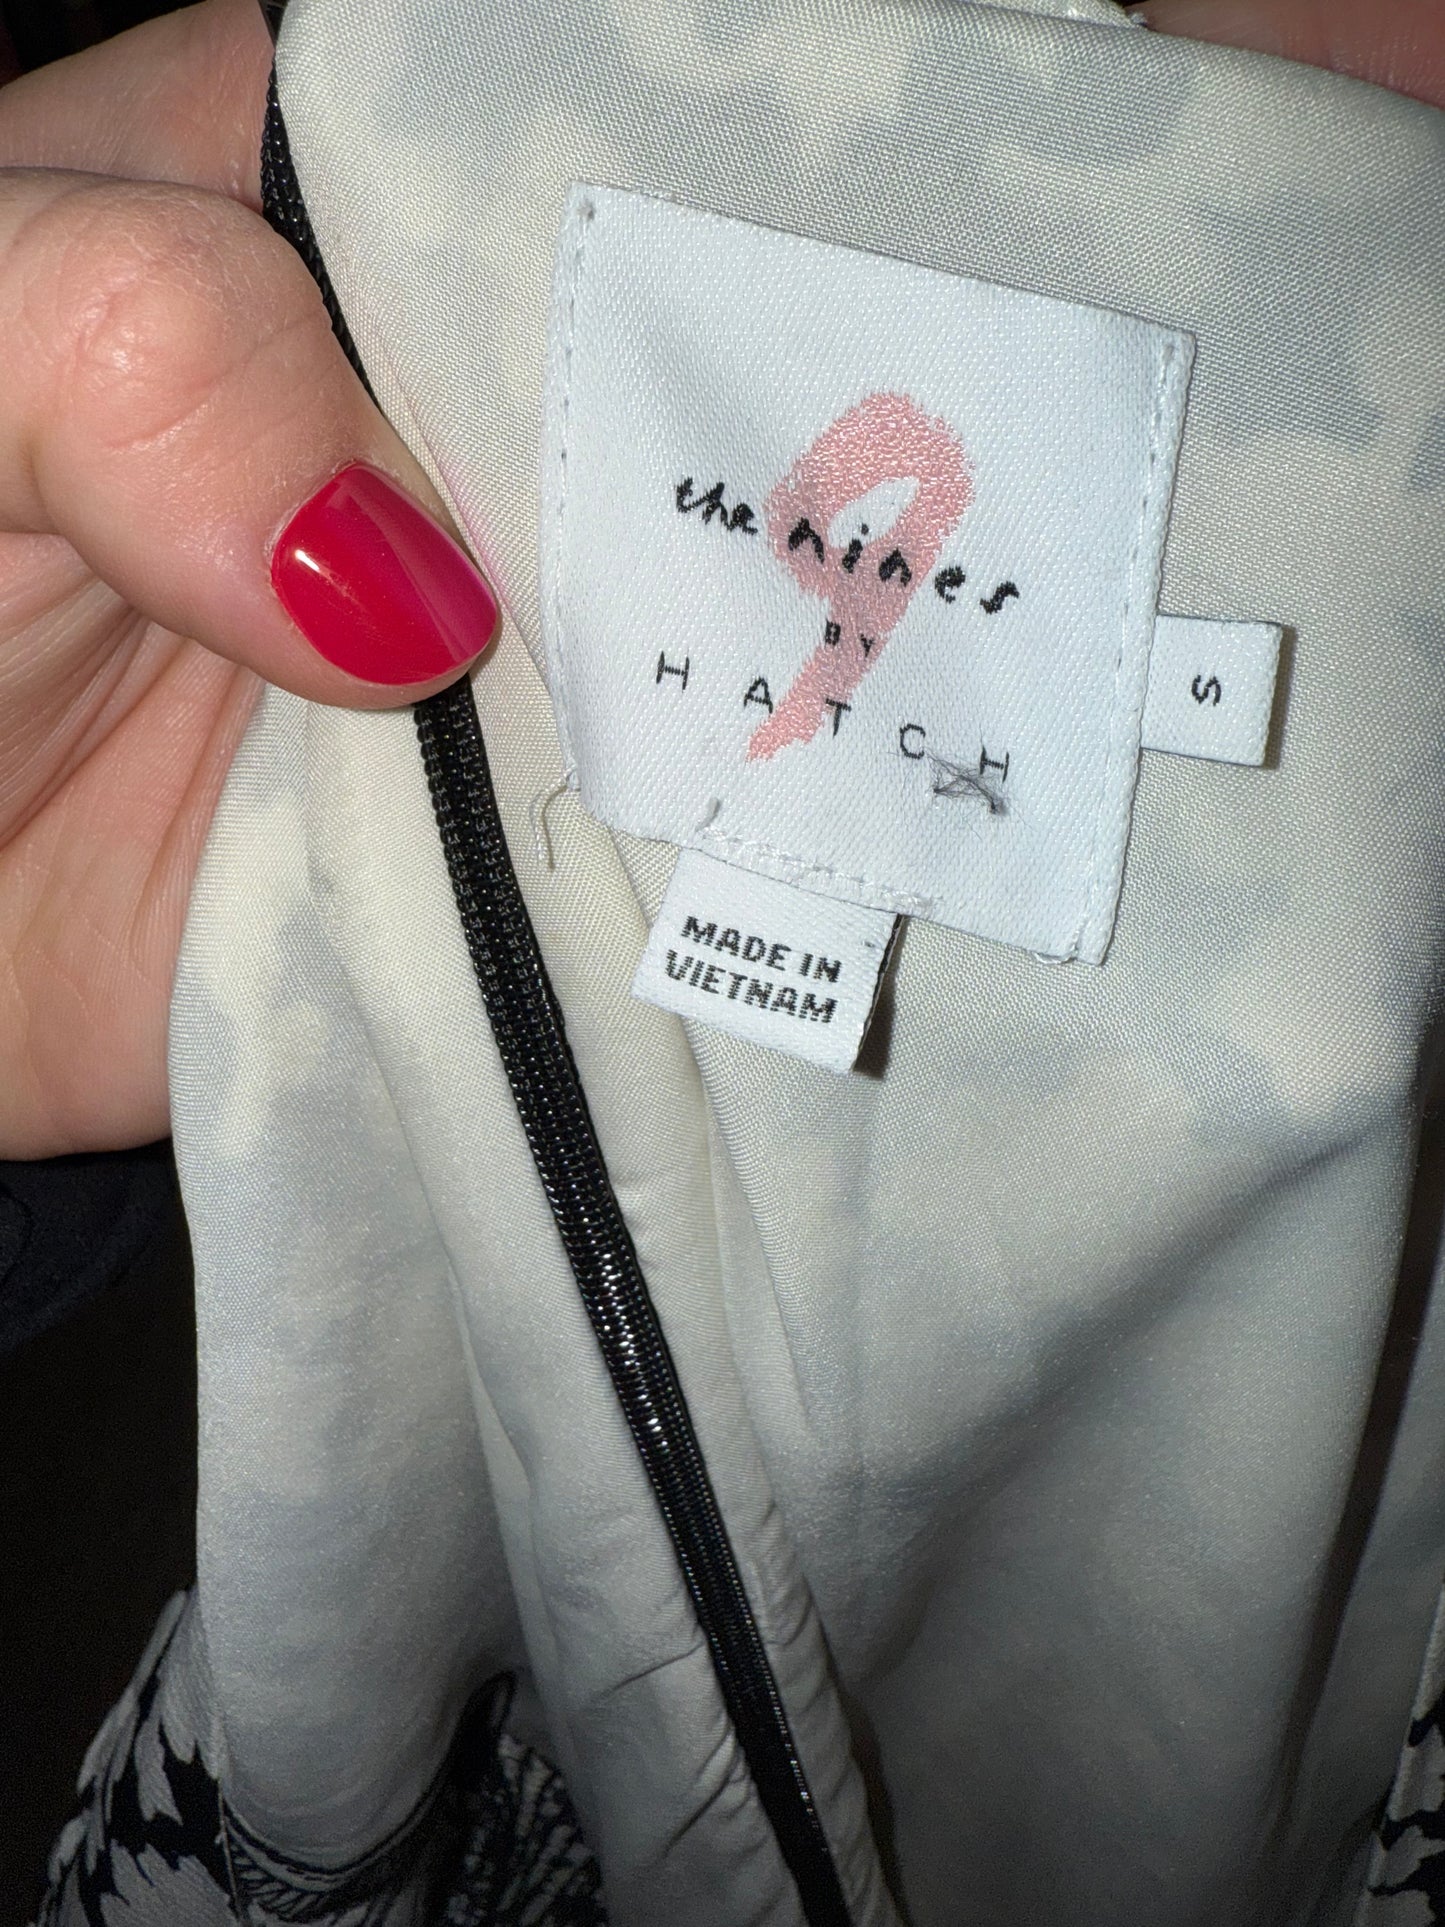 the nines
BY
HATCH
S
MADE IN
VIETNAM